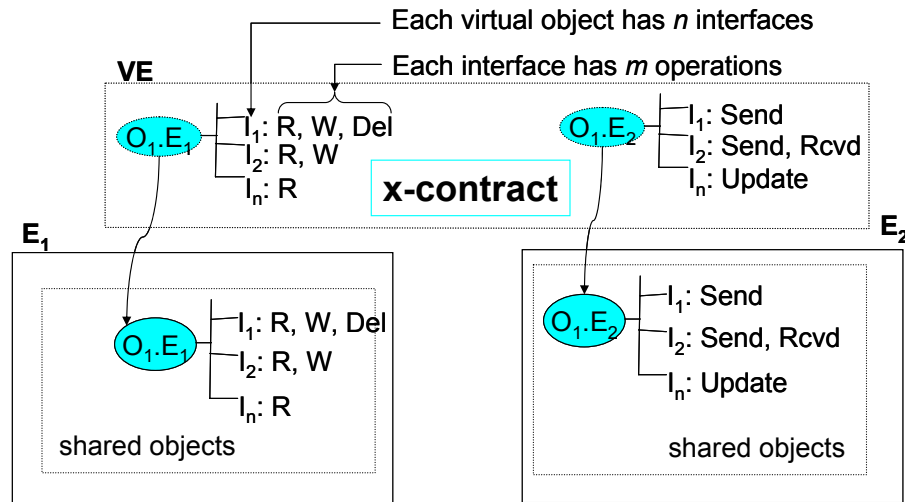 Each virtual object has n interfaces
VE
Each interface has m operations
O₁.E₁
I₁: R, W, Del
I₂: R, W
Iₙ: R
x-contract
O₁.E₂
I₁: Send
I₂: Send, Rcvd
Iₙ: Update
E₁
O₁.E₁
I₁: R, W, Del
I₂: R, W
Iₙ: R
shared objects
E₂
O₁.E₂
I₁: Send
I₂: Send, Rcvd
Iₙ: Update
shared objects